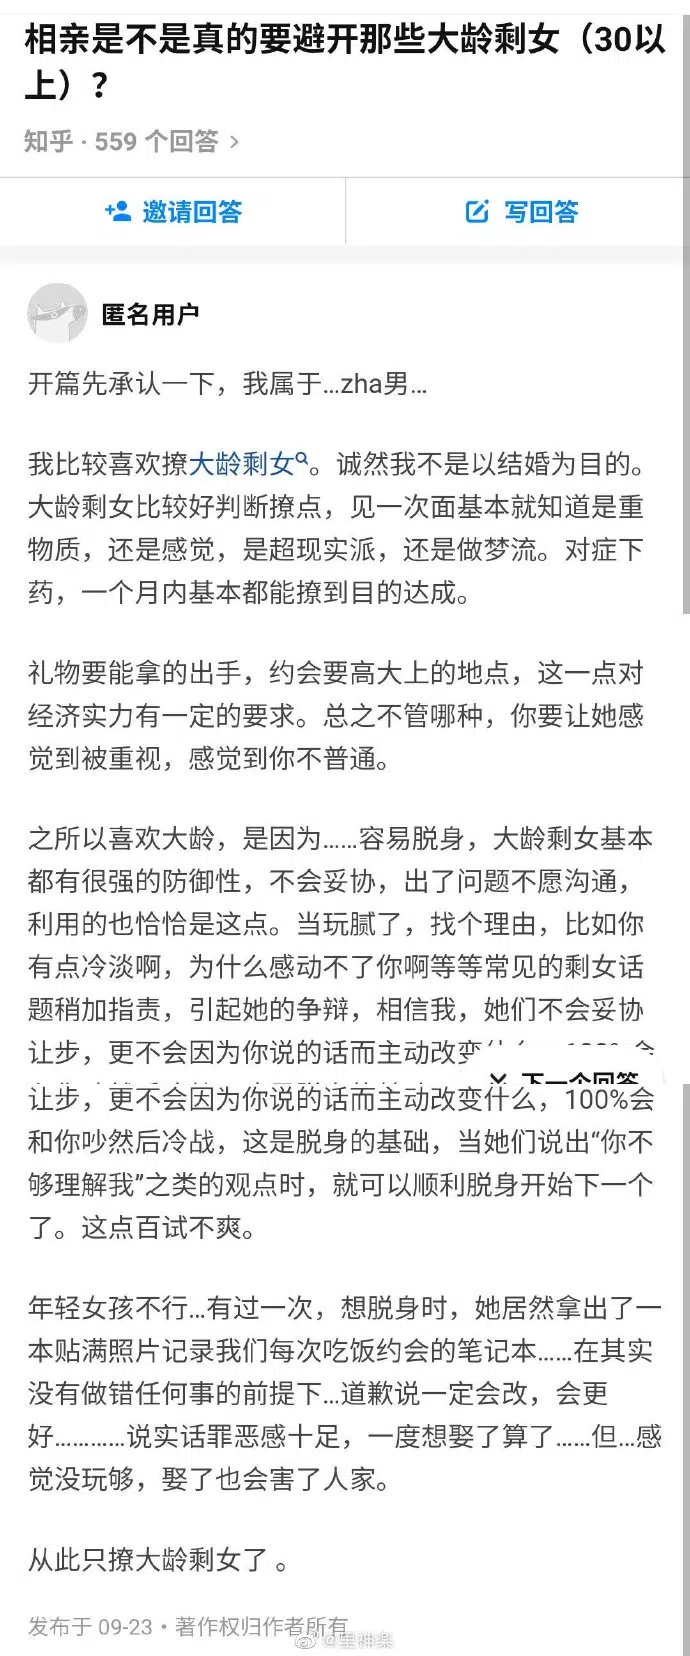 相亲是不是真的要避开那些大龄剩女（30以
上）？
知乎 · 559 个回答 >
邀请回答
写回答
匿名用户
开篇先承认一下，我属于...zha男...
我比较喜欢撩大龄剩女。诚然我不是以结婚为目的。
大龄剩女比较好判断撩点，见一次面基本就知道是重
物质，还是感觉，是超现实派，还是做梦流。对症下
药，一个月内基本都能撩到目的达成。
礼物要能拿的出手，约会要高大上的地点，这一点对
经济实力有一定的要求。总之不管哪种，你要让她感
觉到被重视，感觉到你不普通。
之所以喜欢大龄，是因为......容易脱身，大龄剩女基本
都有很强的防御性，不会妥协，出了问题不愿沟通，
利用的也恰恰是这点。当玩腻了，找个理由，比如你
有点冷淡啊，为什么感动不了你啊等等常见的剩女话
题稍加指责，引起她的争辩，相信我，她们不会妥协
让步，更不会因为你说的话而主动改变
下一个回答
让步，更不会因为你说的话而主动改变什么，100%会
和你吵然后冷战，这是脱身的基础，当她们说出“你不
够理解我”之类的观点时，就可以顺利脱身开始下一个
了。这点百试不爽。
年轻女孩不行...有过一次，想脱身时，她居然拿出了一
本贴满照片记录我们每次吃饭约会的笔记本......在其实
没有做错任何事的前提下...道歉说一定会改，会更
好............说实话罪恶感十足，一度想娶了算了......但...感
觉没玩够，娶了也会害了人家。
从此只撩大龄剩女了 。
发布于 09-23 · 著作权归作者所有
@里神楽